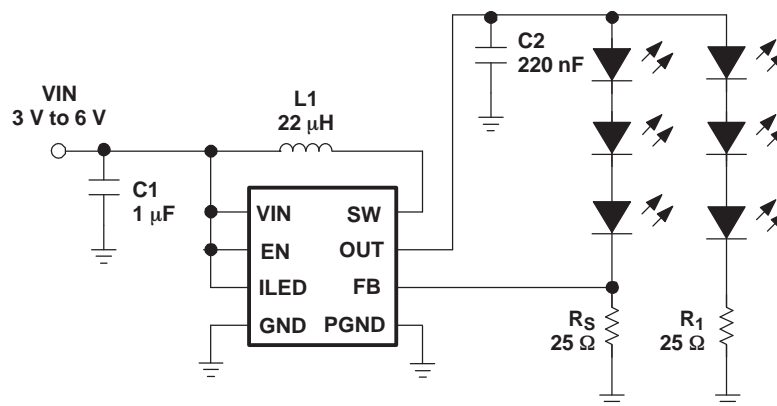 C2
220 nF
VIN
3 V to 6 V
L1
22 μH
C1
1 μF
VIN
SW
EN
OUT
ILED
FB
GND
PGND
RS
25 Ω
R1
25 Ω